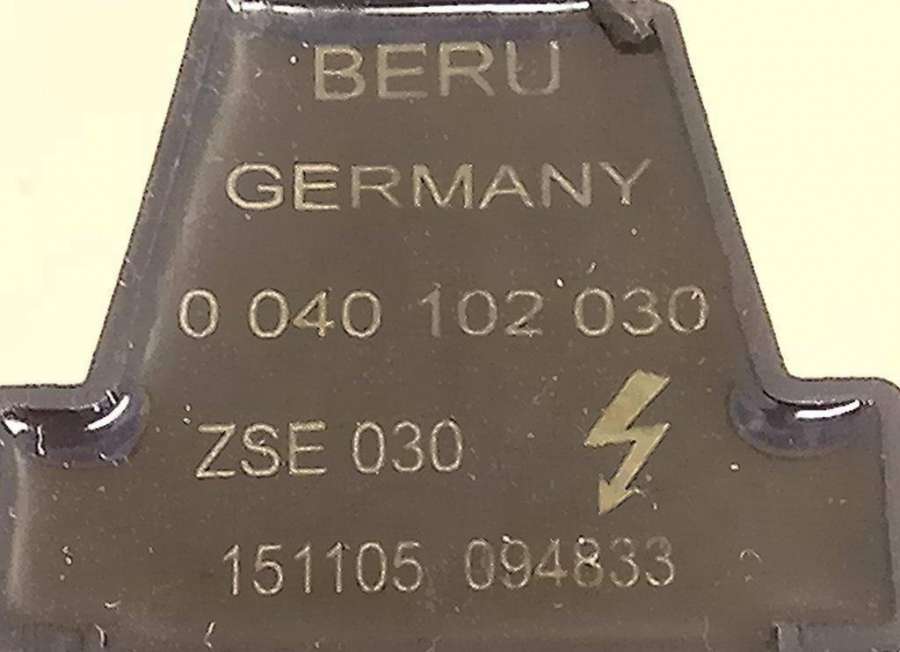 BERU
GERMANY
0 040 102 030
ZSE 030
151105 094833